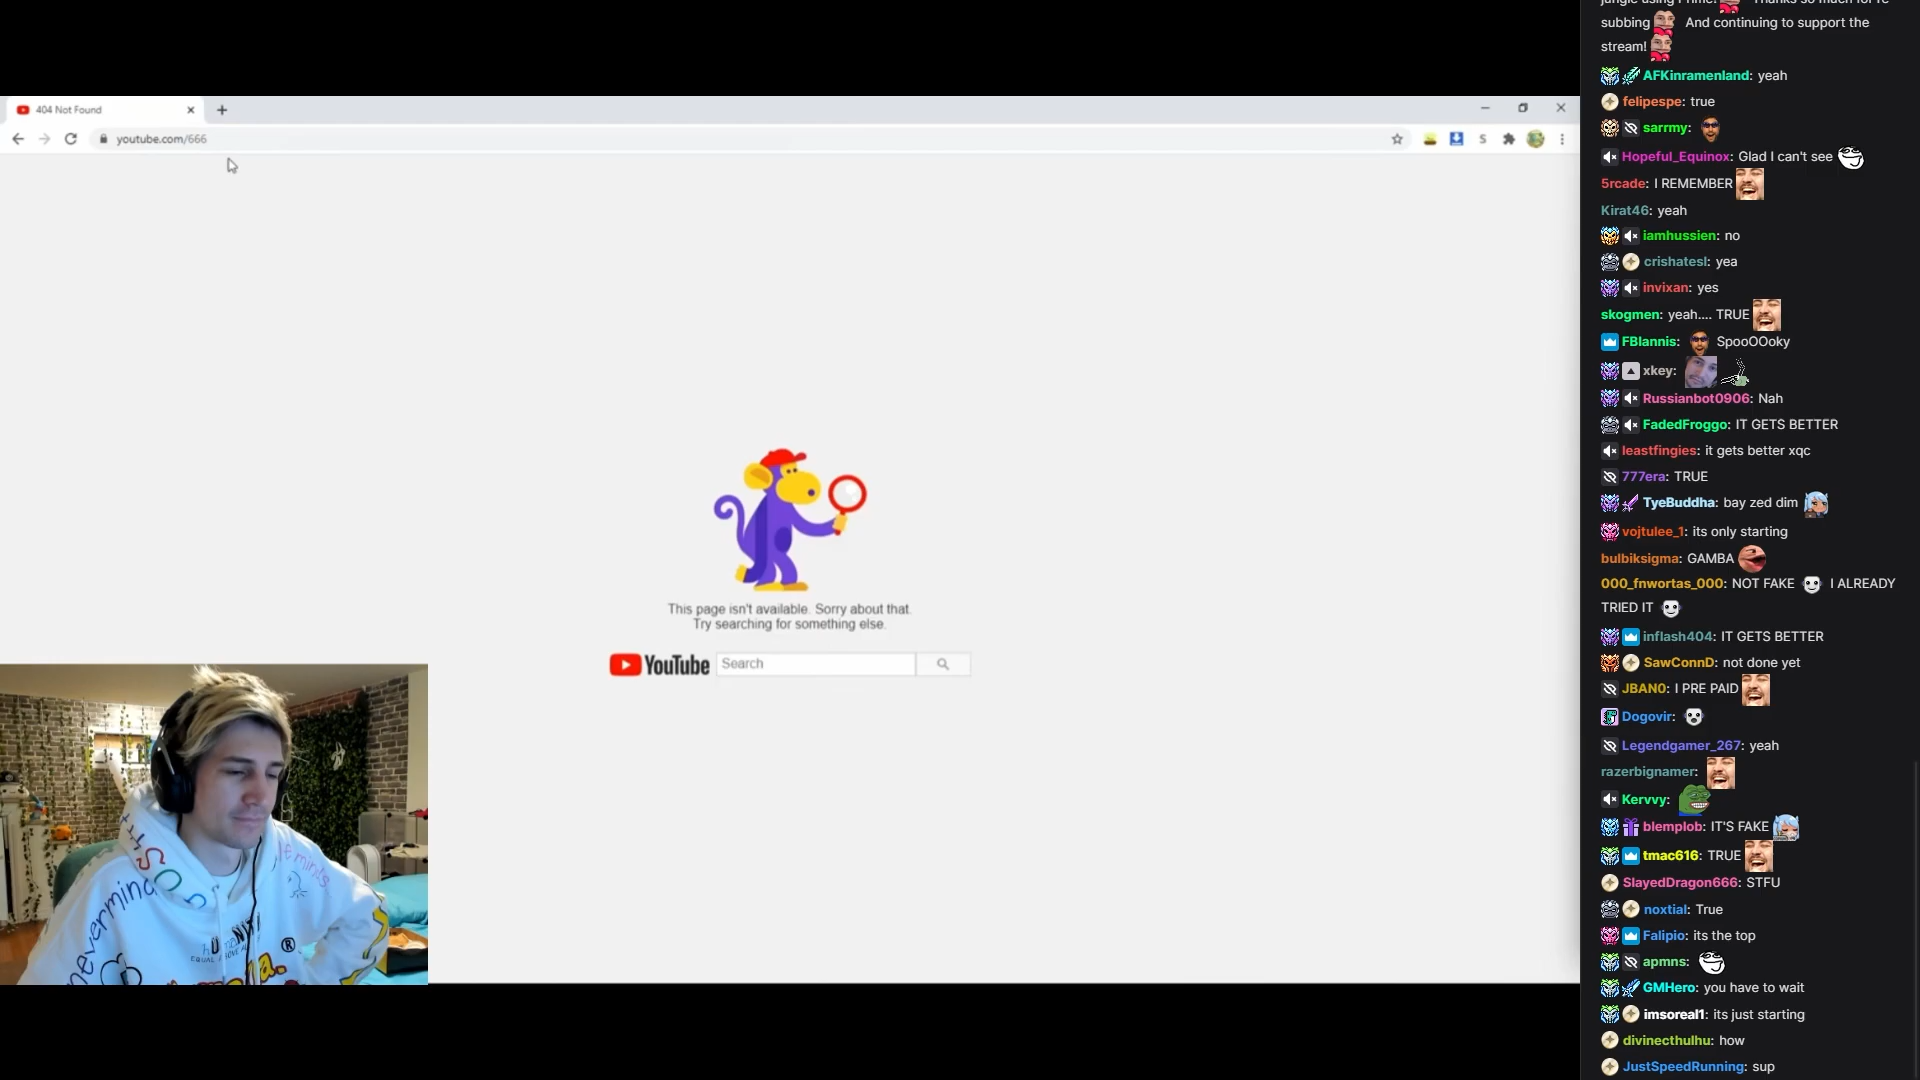 404 Not Found
youtube.com/666
This page isn't available. Sorry about that.
Try searching for something else.
YouTube
Search
subbing And continuing to support the
stream!
AFKinramenland: yeah
felipespe: true
sarrmy:
Hopeful_Equinox: Glad I can't see
5rcade: I REMEMBER
Kirat46: yeah
iamhussien: no
crishatesl: yea
invixan: yes
skogmen: yeah.... TRUE
FBIannis: SpooOOoky
xkey:
Russianbot0906: Nah
FadedFroggo: IT GETS BETTER
leastfingies: it gets better xqc
777era: TRUE
TyeBuddha: bay zed dim
vojtulee_1: its only starting
bulbiksigma: GAMBA
000_fnwortas_000: NOT FAKE I ALREADY
TRIED IT
inflash404: IT GETS BETTER
SawConnD: not done yet
JBAN0: I PRE PAID
Dogovir:
Legendgamer_267: yeah
razerbignamer:
Kervvy:
blemplob: IT'S FAKE
tmac616: TRUE
SlayedDragon666: STFU
noxtial: True
Falipio: its the top
apmns:
GMHero: you have to wait
imsoreal1: its just starting
divinecthulhu: how
JustSpeedRunning: sup
nevermind